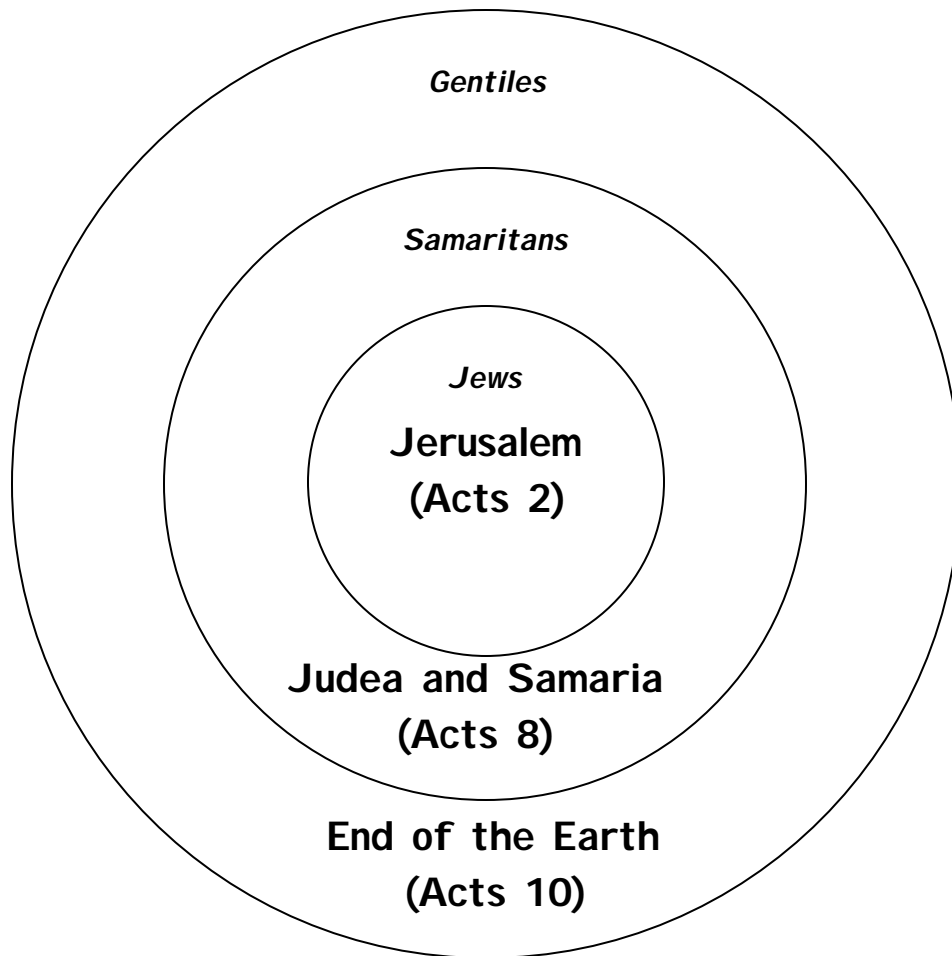 Gentiles
Samaritans
Jews
Jerusalem
(Acts 2)
Judea and Samaria
(Acts 8)
End of the Earth
(Acts 10)